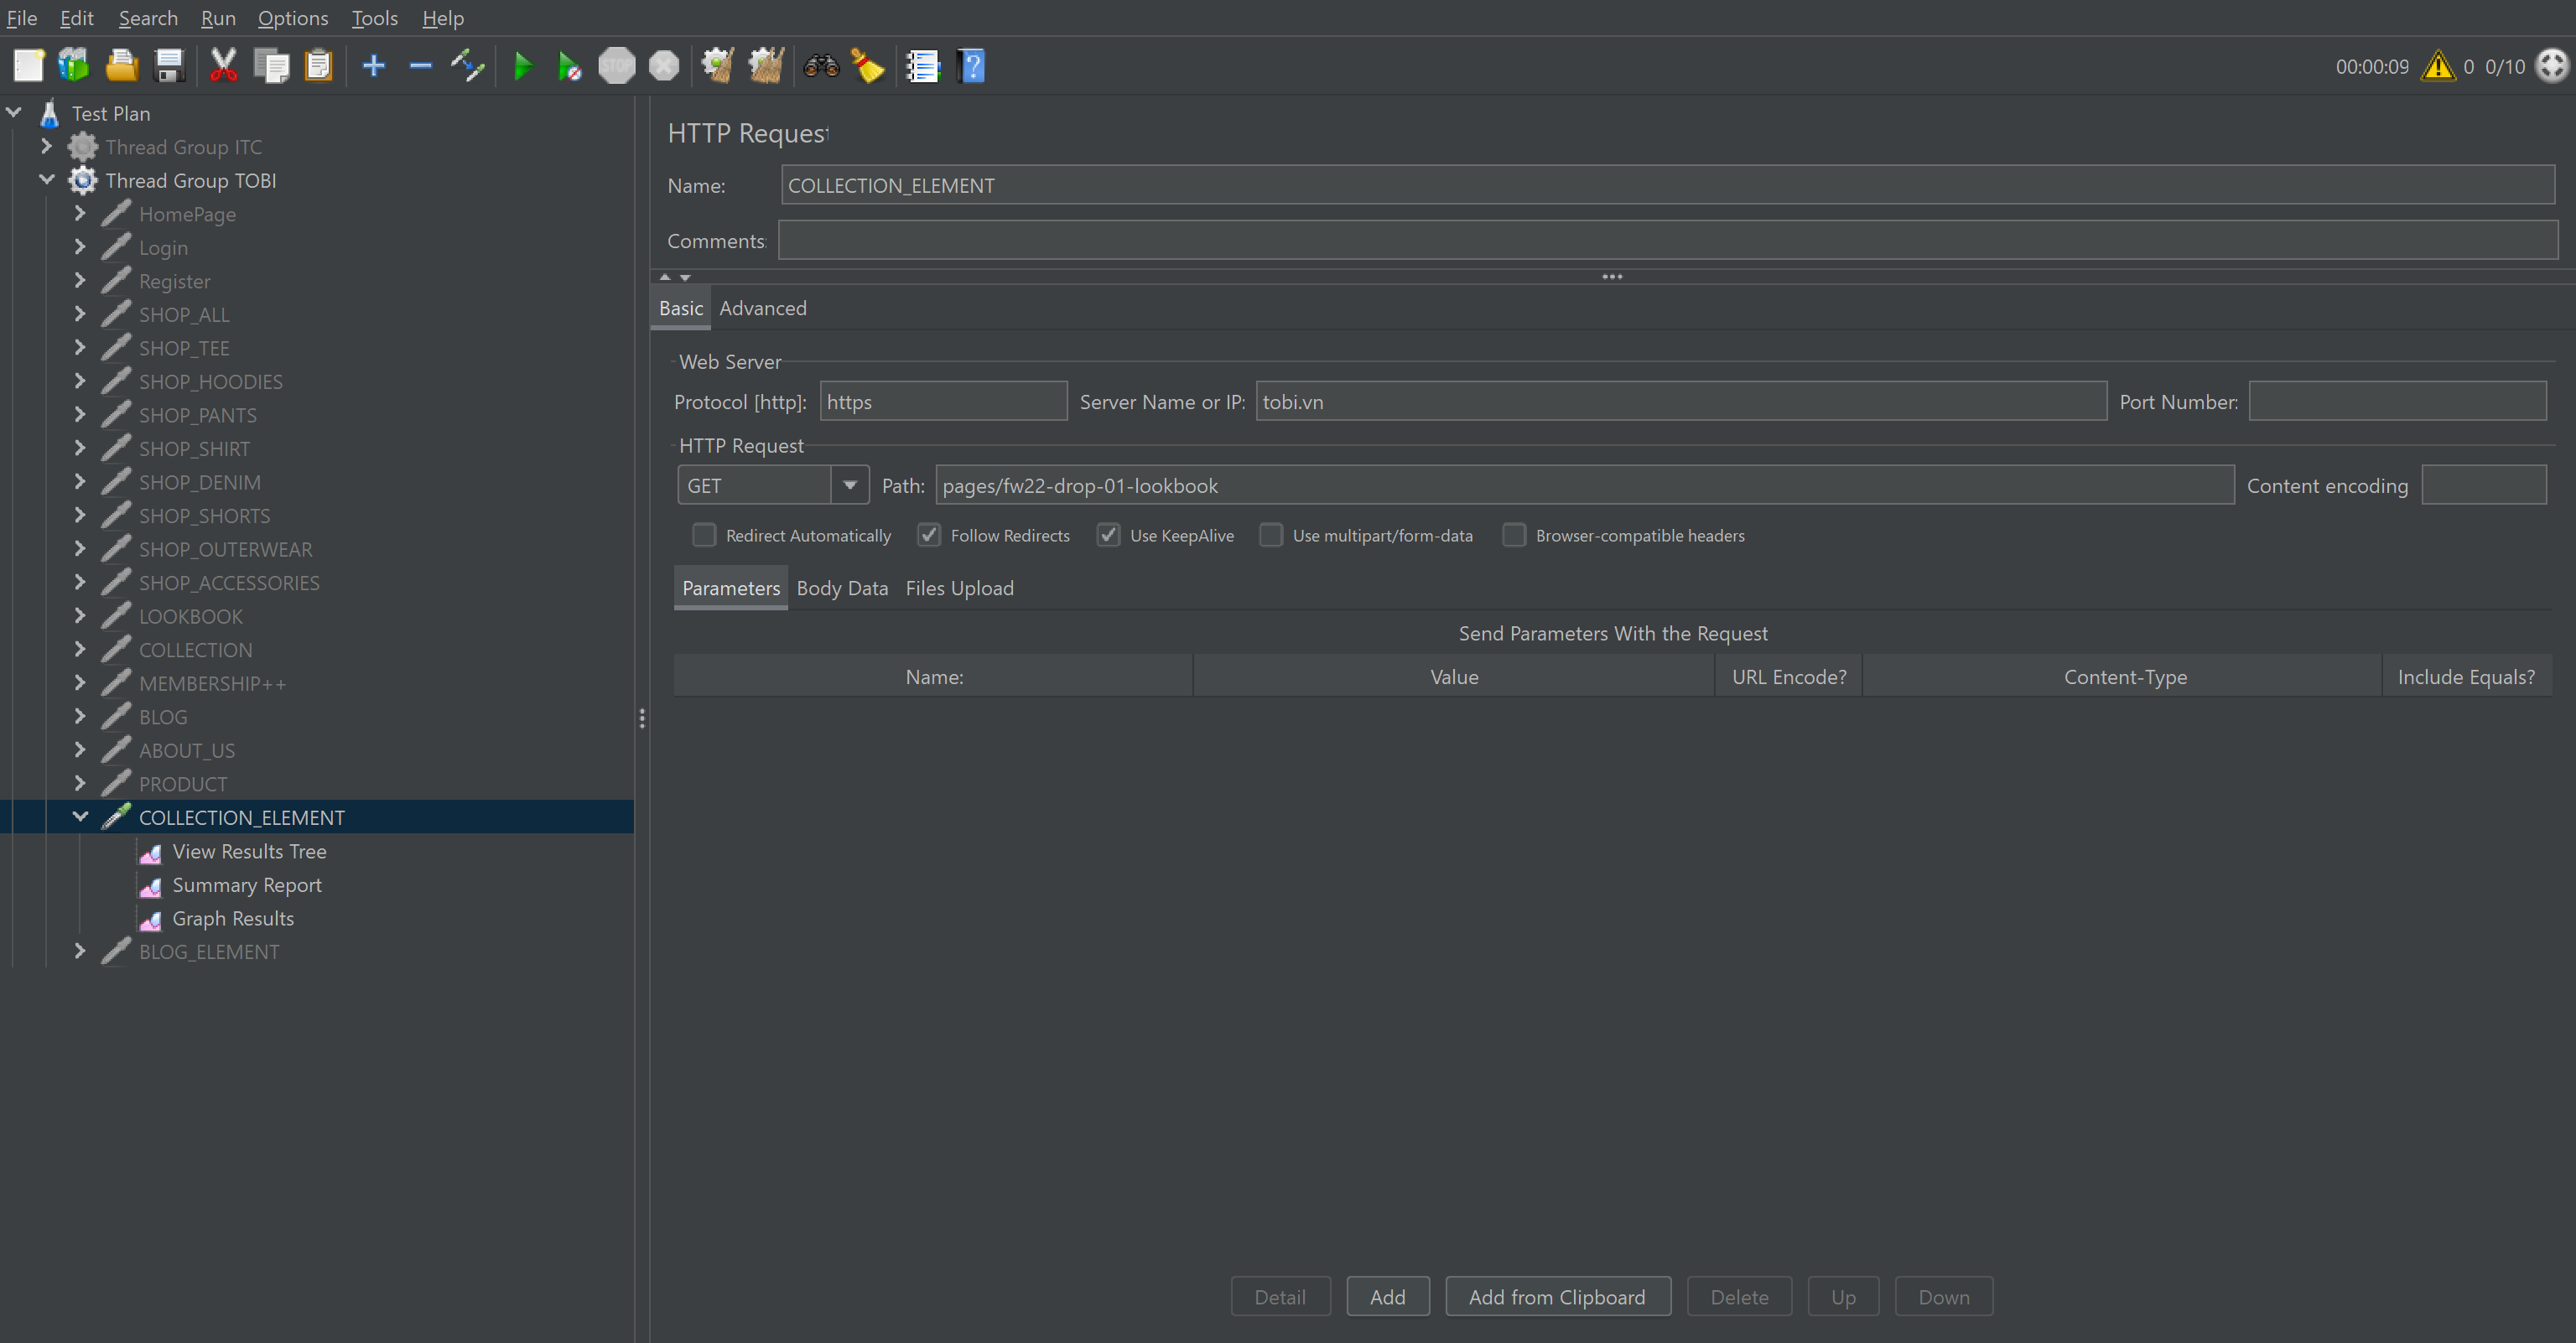 File Edit Search Run Options Tools Help
STOP
00:00:09 0 0/10
Test Plan
Thread Group ITC
Thread Group TOBI
HomePage
Login
Register
SHOP_ALL
SHOP_TEE
SHOP_HOODIES
SHOP_PANTS
SHOP_SHIRT
SHOP_DENIM
SHOP_SHORTS
SHOP_OUTERWEAR
SHOP_ACCESSORIES
LOOKBOOK
COLLECTION
MEMBERSHIP++
BLOG
ABOUT_US
PRODUCT
COLLECTION_ELEMENT
View Results Tree
Summary Report
Graph Results
BLOG_ELEMENT
HTTP Request
Name: COLLECTION_ELEMENT
Comments:
Basic Advanced
Web Server
Protocol [http]: https Server Name or IP: tobi.vn Port Number:
HTTP Request
GET Path: pages/fw22-drop-01-lookbook Content encoding
Redirect Automatically Follow Redirects Use KeepAlive Use multipart/form-data Browser-compatible headers
Parameters Body Data Files Upload
Send Parameters With the Request
Name: Value URL Encode? Content-Type Include Equals?
Detail Add Add from Clipboard Delete Up Down